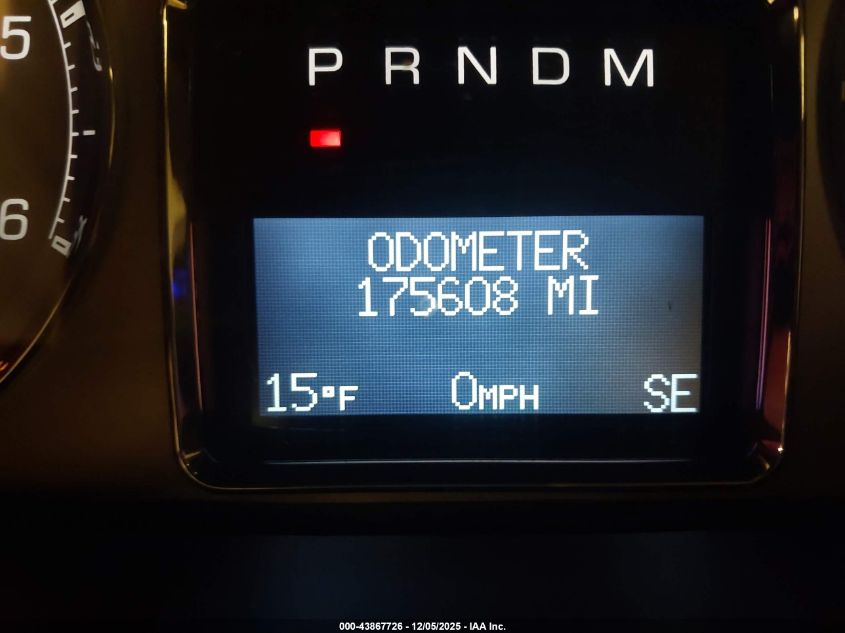 5
6
P R N D M
ODOMETER
175608 MI
15°F 0MPH SE
000-43867726 - 12/05/2025 - IAA Inc.